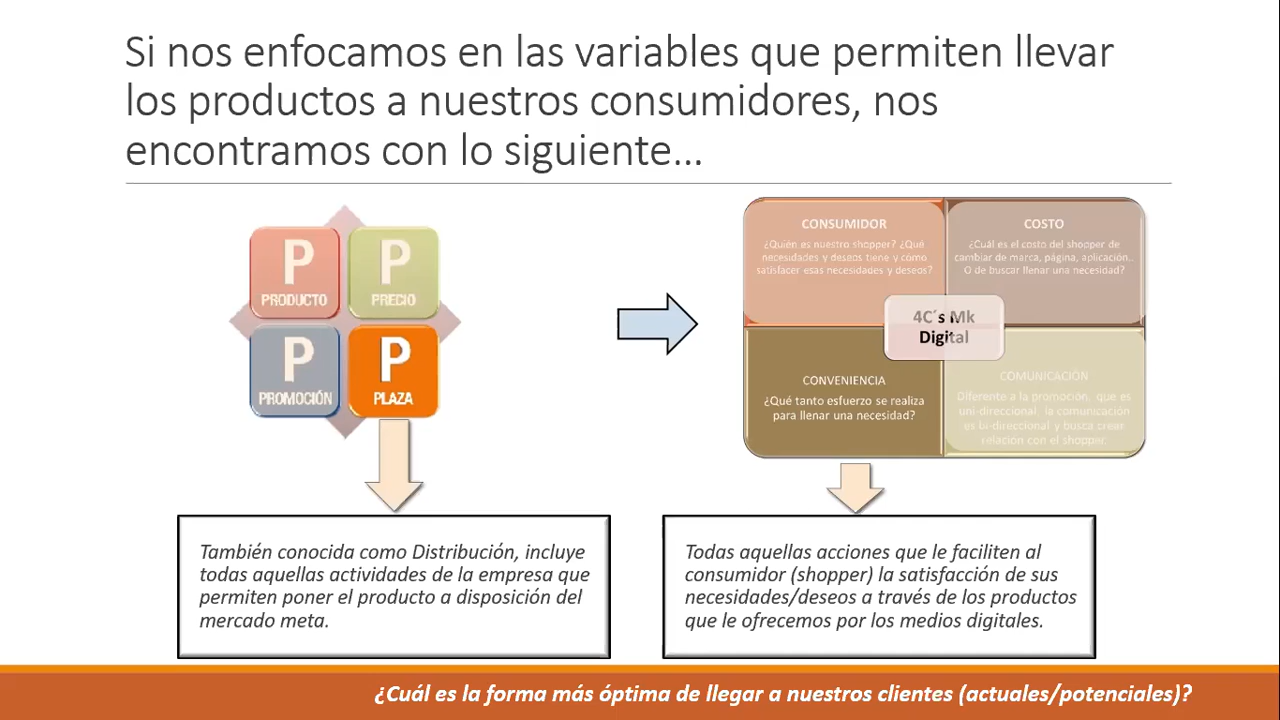 Si nos enfocamos en las variables que permiten llevar
los productos a nuestros consumidores, nos
encontramos con lo siguiente...
P
PRODUCTO
P
PRECIO
P
PROMOCIÓN
P
PLAZA
CONSUMIDOR
¿Quién es nuestro shopper? ¿Qué
necesidades y deseos tiene y cómo
satisfacer esas necesidades y deseos?
COSTO
¿Cuál es el costo del shopper de
cambiar de marca, página, aplicación..
O de buscar llenar una necesidad?
4C´s Mk
Digital
CONVENIENCIA
¿Qué tanto esfuerzo se realiza
para llenar una necesidad?
COMUNICACIÓN
Diferente a la promoción, que es
uni-direccional, la comunicación
es bi-direccional y busca crear
relación con el shopper.
También conocida como Distribución, incluye
todas aquellas actividades de la empresa que
permiten poner el producto a disposición del
mercado meta.
Todas aquellas acciones que le faciliten al
consumidor (shopper) la satisfacción de sus
necesidades/deseos a través de los productos
que le ofrecemos por los medios digitales.
¿Cuál es la forma más óptima de llegar a nuestros clientes (actuales/potenciales)?